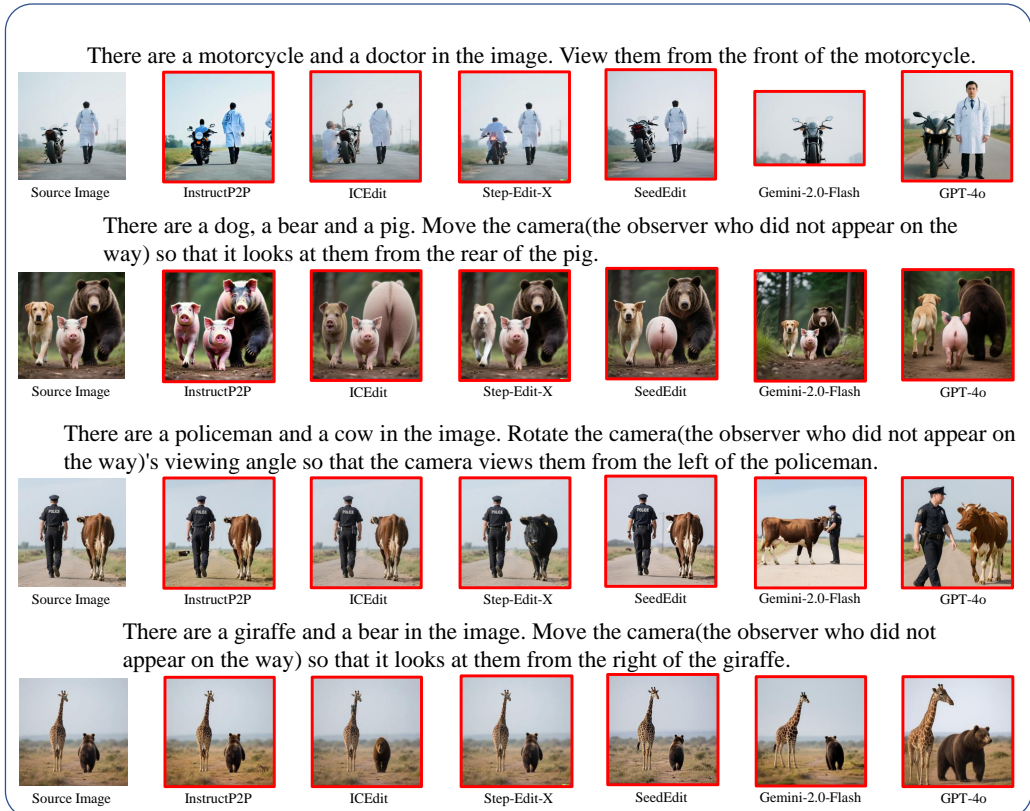 There are a motorcycle and a doctor in the image. View them from the front of the motorcycle.
Source Image InstructP2P ICEdit Step-Edit-X SeedEdit Gemini-2.0-Flash GPT-4o
There are a dog, a bear and a pig. Move the camera(the observer who did not appear on the
way) so that it looks at them from the rear of the pig.
Source Image InstructP2P ICEdit Step-Edit-X SeedEdit Gemini-2.0-Flash GPT-4o
There are a policeman and a cow in the image. Rotate the camera(the observer who did not appear on
the way)'s viewing angle so that the camera views them from the left of the policeman.
POLICE POLICE POLICE POLICE POLICE
Source Image InstructP2P ICEdit Step-Edit-X SeedEdit Gemini-2.0-Flash GPT-4o
There are a giraffe and a bear in the image. Move the camera(the observer who did not
appear on the way) so that it looks at them from the right of the giraffe.
Source Image InstructP2P ICEdit Step-Edit-X SeedEdit Gemini-2.0-Flash GPT-4o